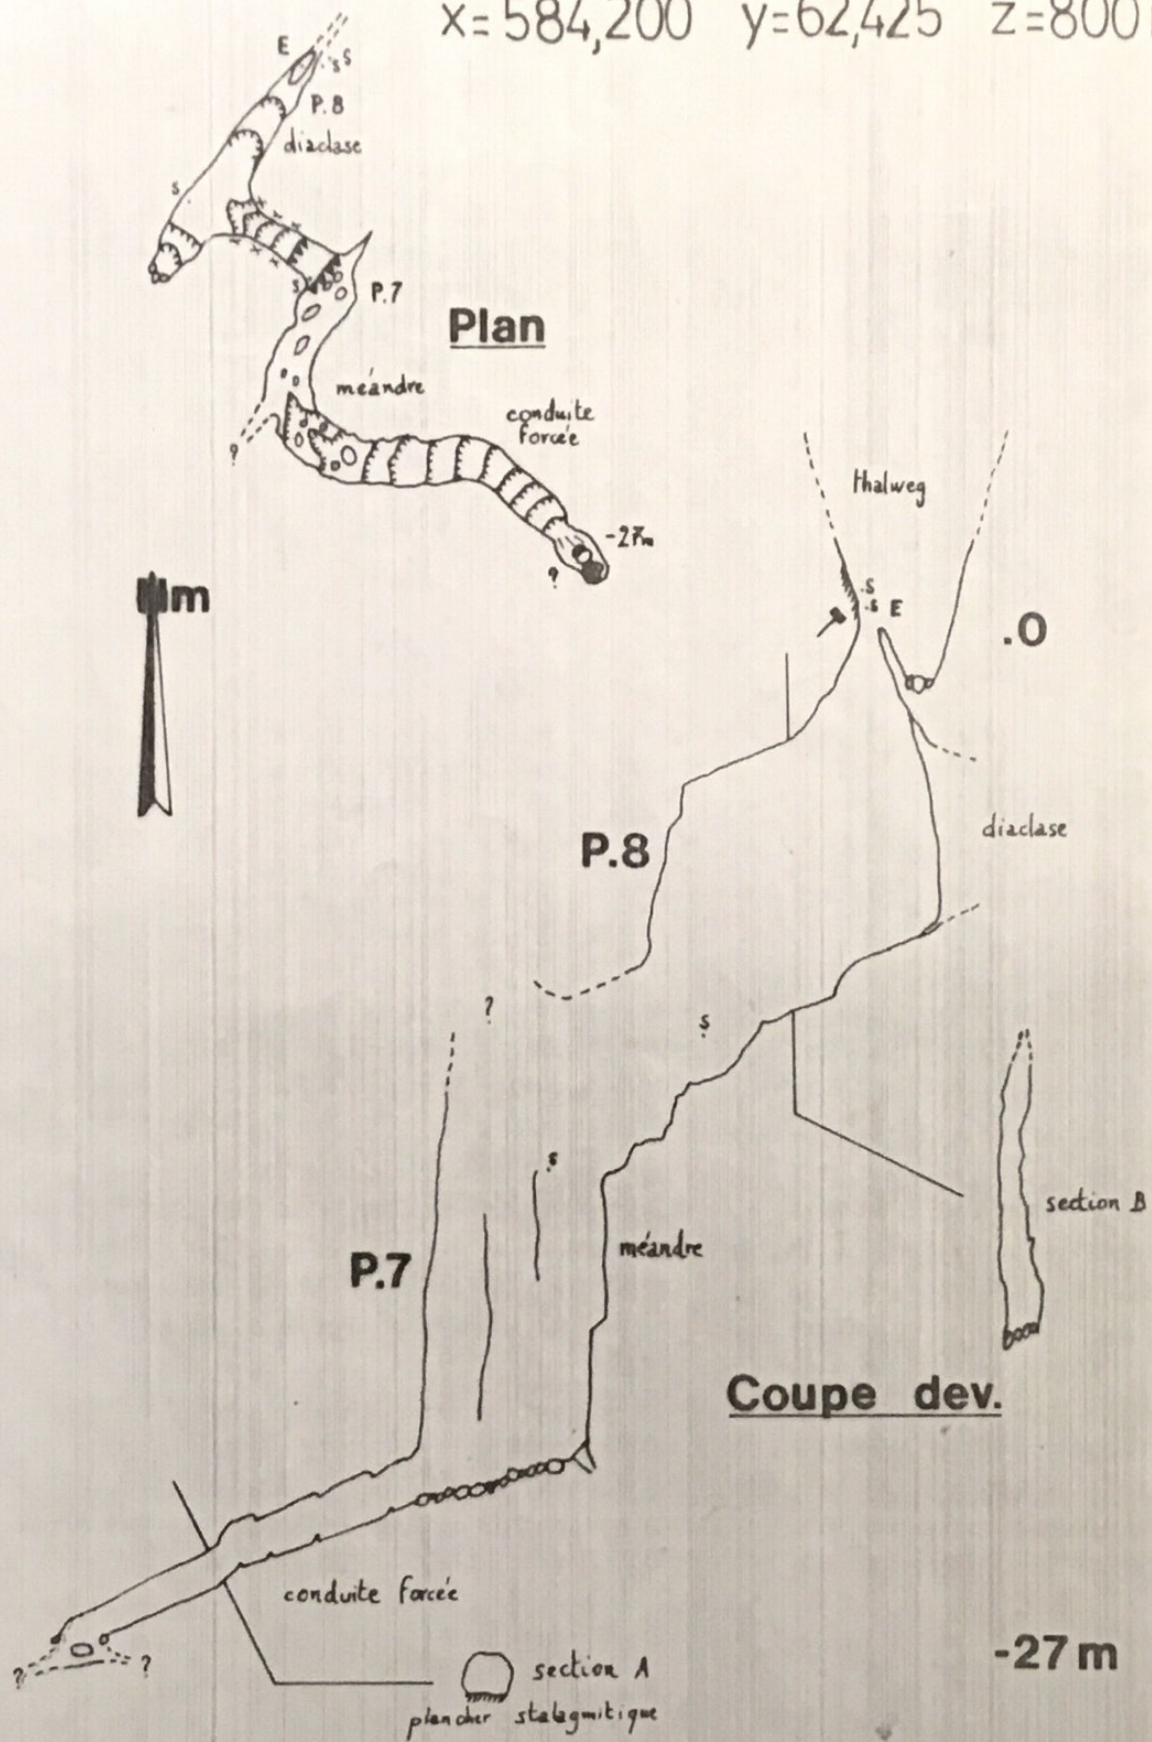 x=584,200 y=62,425 z=800
E
s s
P.8
diaclase
s
s
P.7
Plan
méandre
conduite
forcée
?
-27m
?
thalweg
s
s E
.0
P.8
diaclase
?
s
s
section B
P.7
méandre
Coupe dev.
conduite forcée
-27 m
? ?
section A
plancher stalagmitique